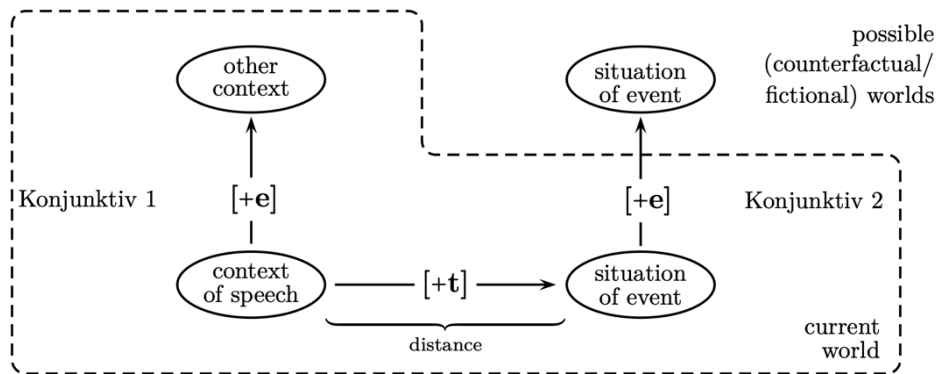 other
context
situation
of event
possible
(counterfactual/
fictional) worlds
Konjunktiv 1
[+e]
[+e]
Konjunktiv 2
context
of speech
[+t]
situation
of event
distance
current
world